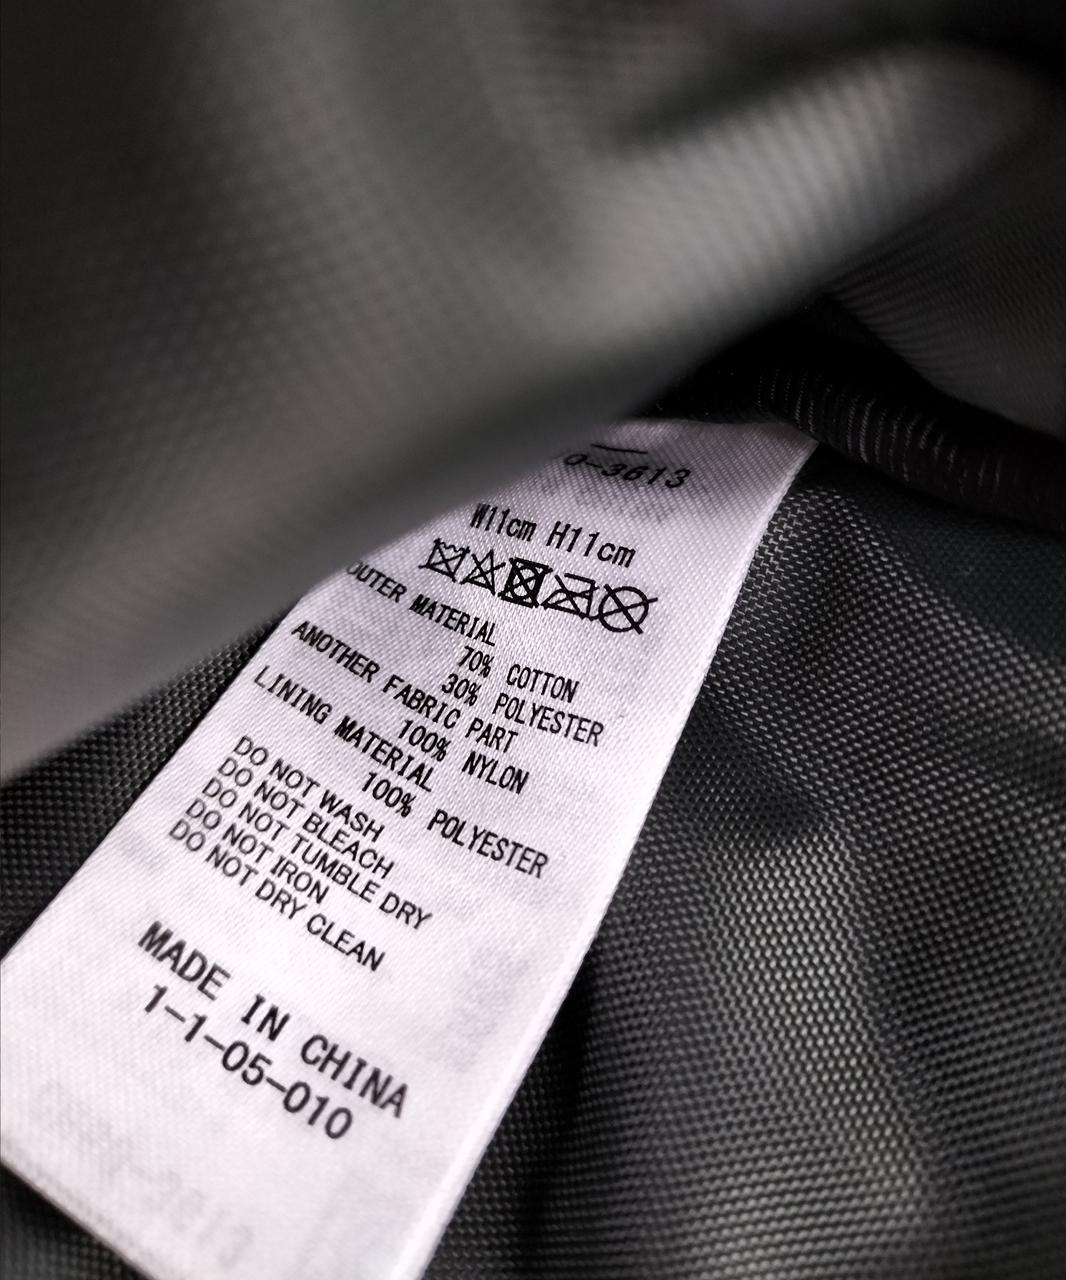 0-3613
W11cm H11cm
OUTER MATERIAL
70% COTTON
30% POLYESTER
ANOTHER FABRIC PART
100% NYLON
LINING MATERIAL
100% POLYESTER
DO NOT WASH
DO NOT BLEACH
DO NOT TUMBLE DRY
DO NOT IRON
DO NOT DRY CLEAN
MADE IN CHINA
1-1-05-010